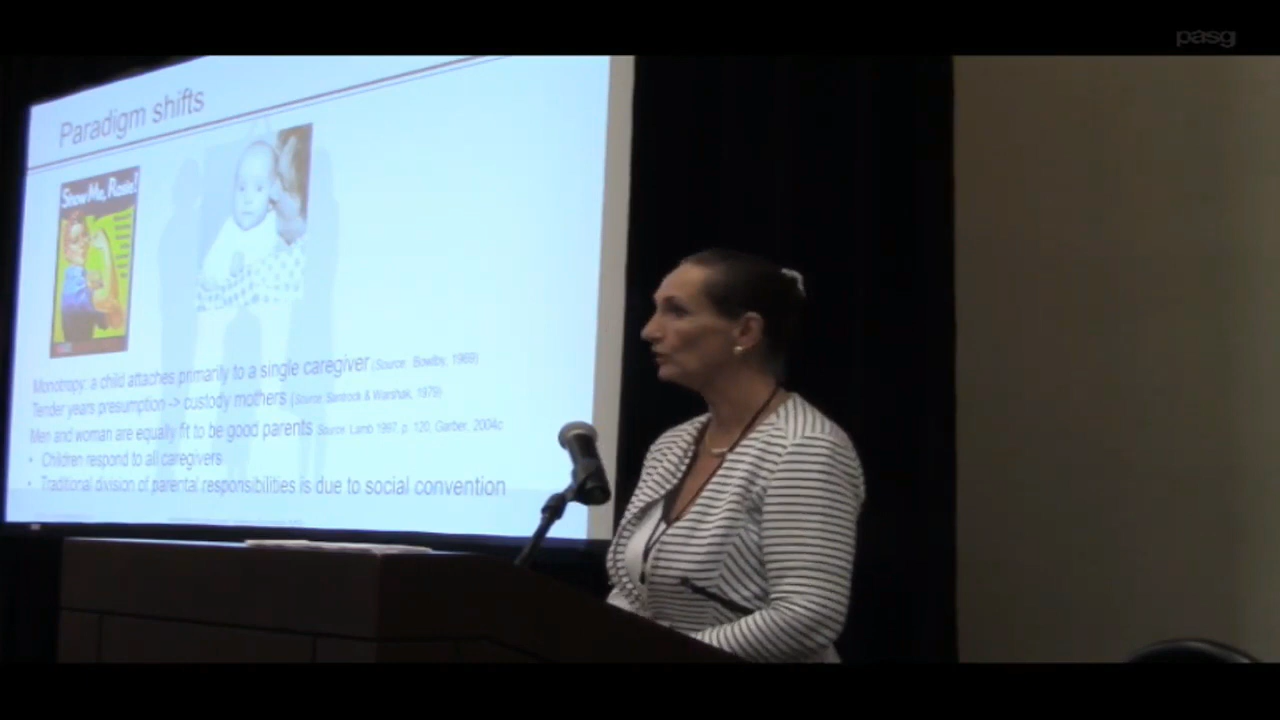 pasg
Paradigm shifts
Show Me, Rosie!
Monotropy: a child attaches primarily to a single caregiver (Source: Bowlby, 1969)
Tender years presumption -> custody mothers (Source: Santrock & Warshak, 1979)
Men and woman are equally fit to be good parents Source: Lamb 1997, p. 120, Garber, 2004c
• Children respond to all caregivers
• Traditional division of parental responsibilities is due to social convention